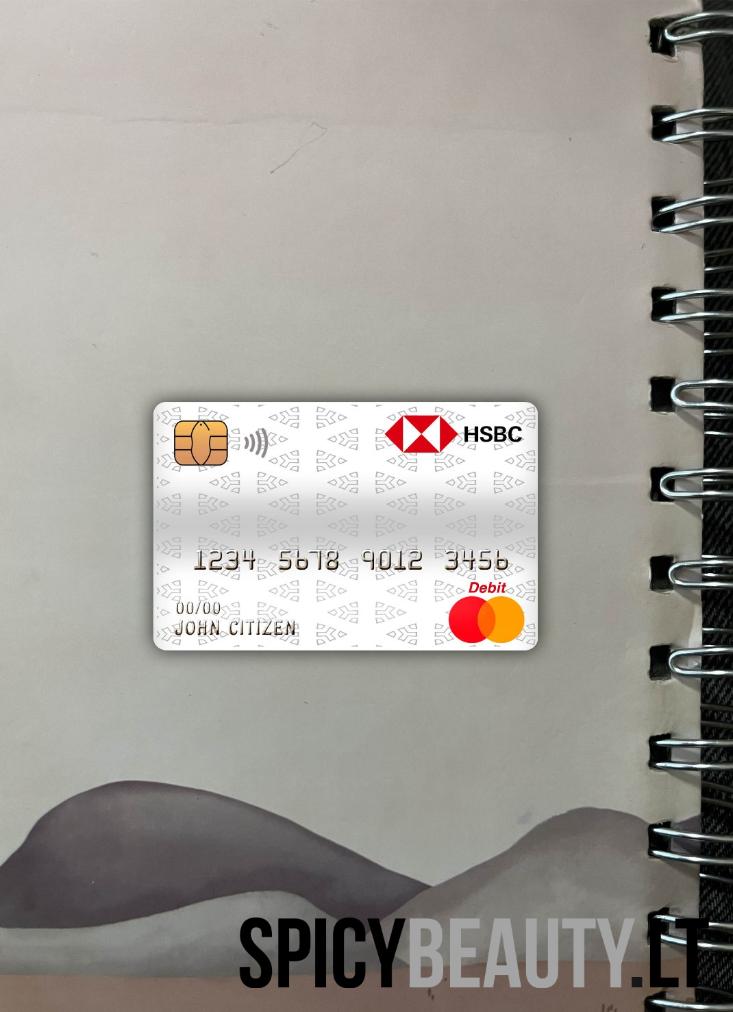 HSBC
1234 5678 9012 3456
Debit
00/00
JOHN CITIZEN
SPICYBEAUTY.LT